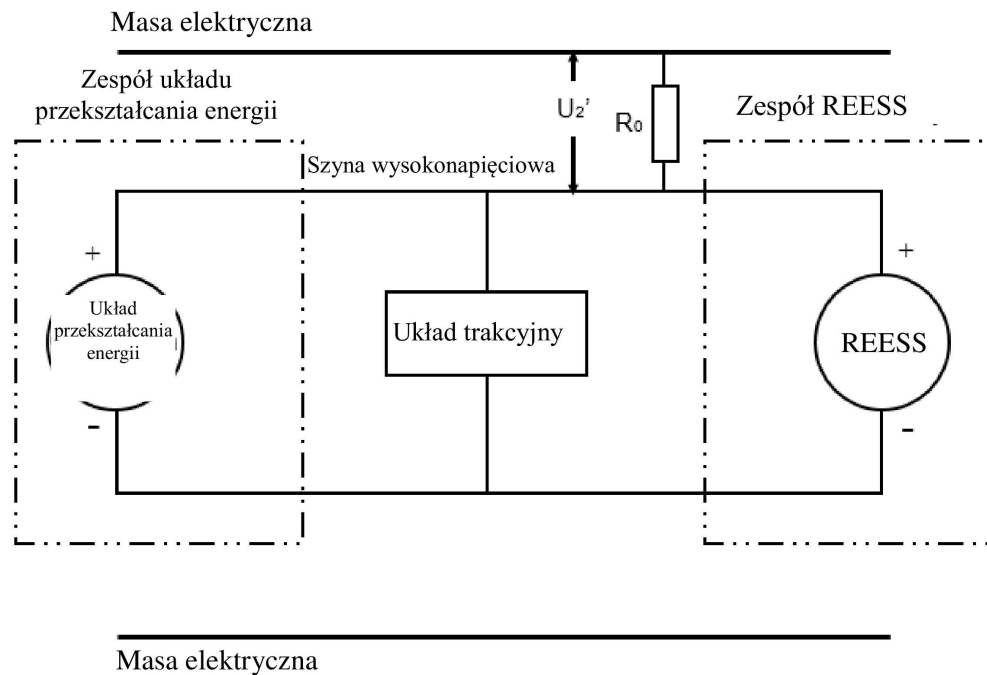 Masa elektryczna
Zespół układu
przekształcania energii
U₂’
R₀
Zespół REESS
Szyna wysokonapięciowa
+
+
Układ
przekształcania
energii
Układ trakcyjny
REESS
-
-
Masa elektryczna